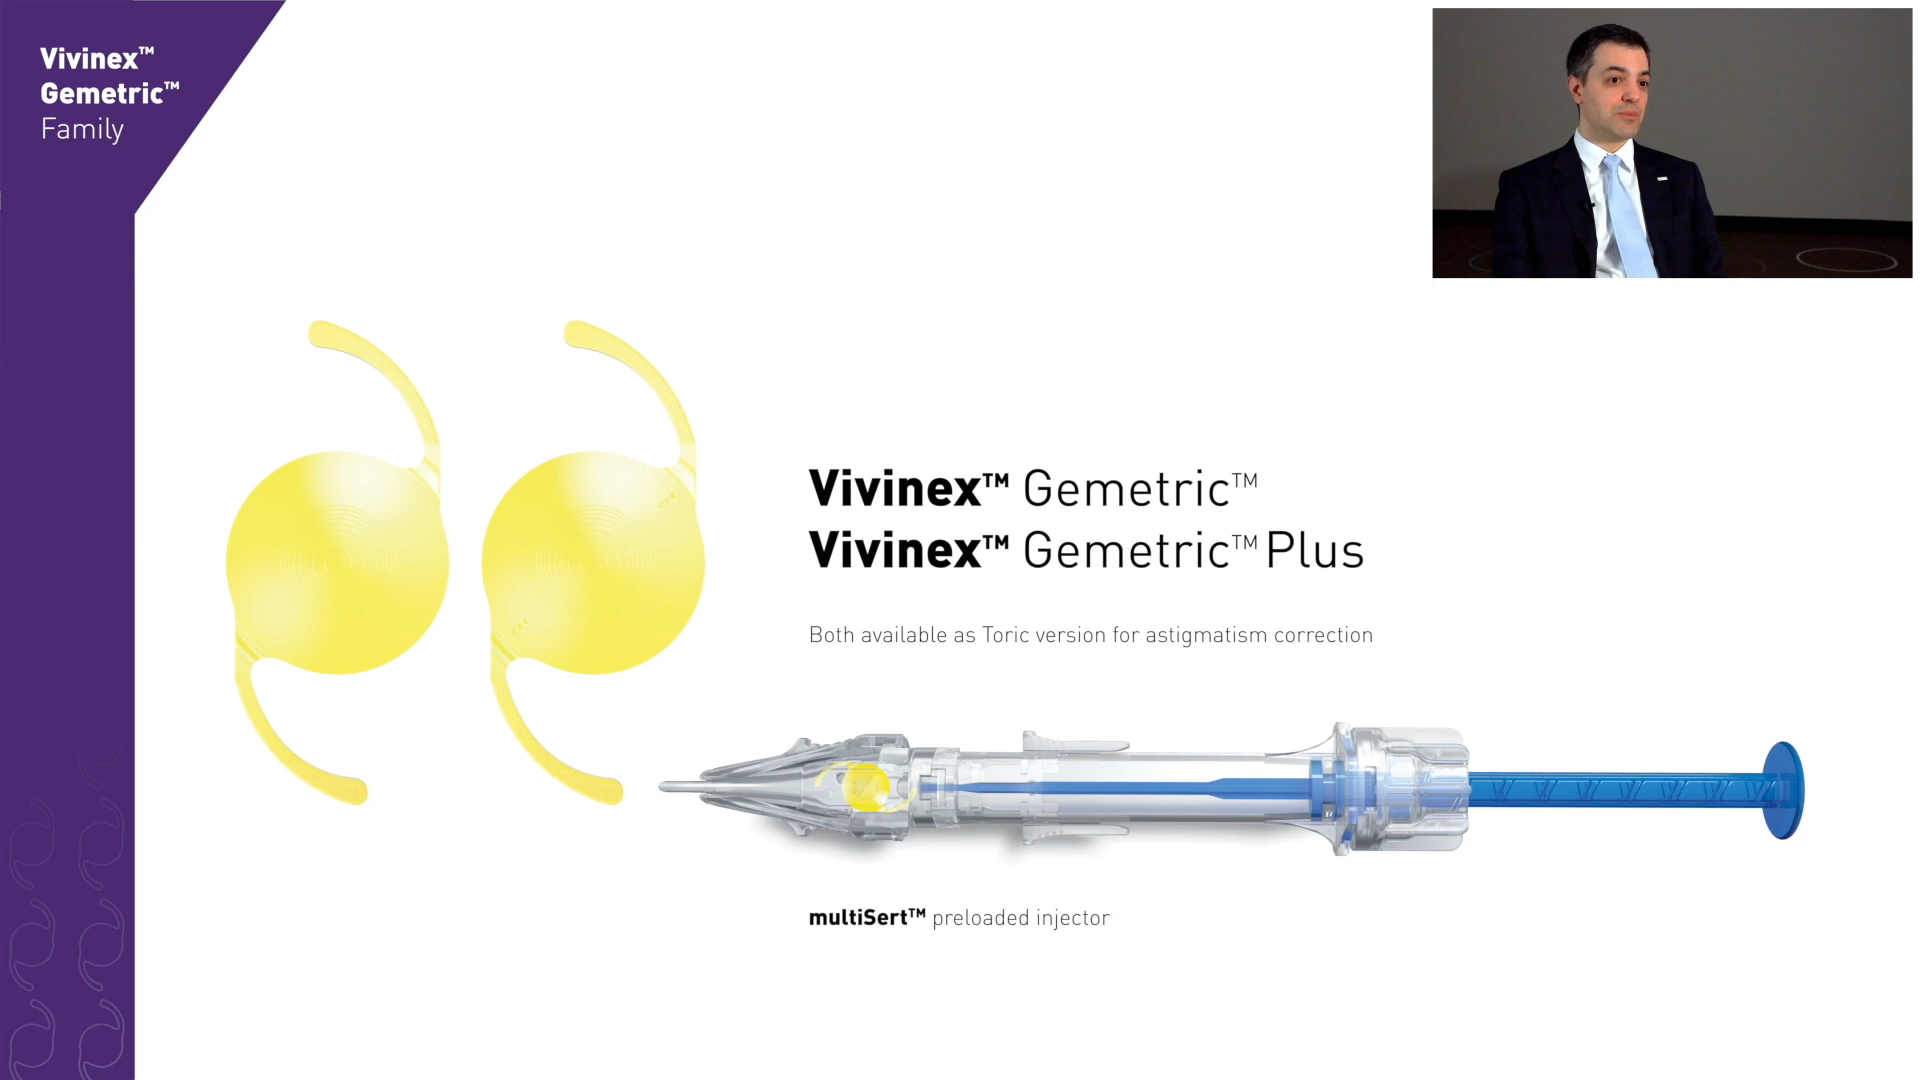 Vivinex™
Gemetric™
Family
Vivinex™ Gemetric™
Vivinex™ Gemetric™ Plus
Both available as Toric version for astigmatism correction
multiSert™ preloaded injector